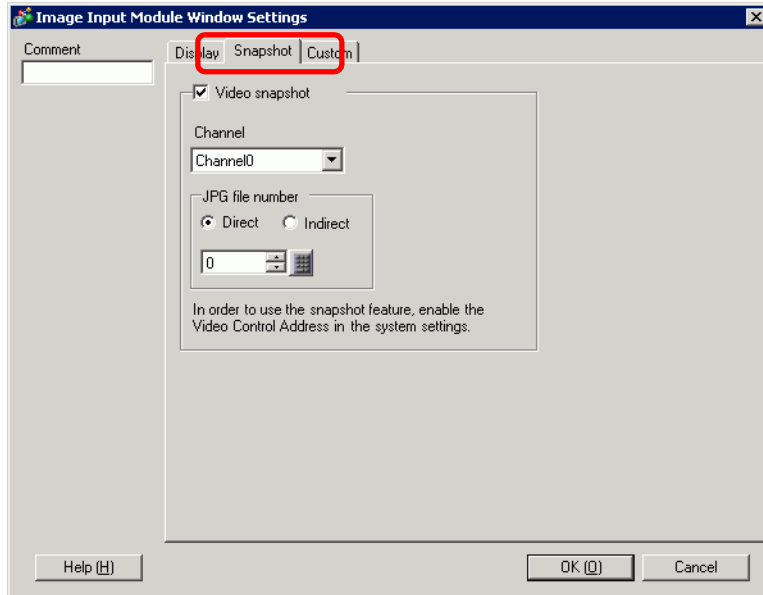 Image Input Module Window Settings
Comment
Display Snapshot Custom
Video snapshot
Channel
Channel0
JPG file number
Direct Indirect
0
In order to use the snapshot feature, enable the
Video Control Address in the system settings.
Help (H) OK (O) Cancel